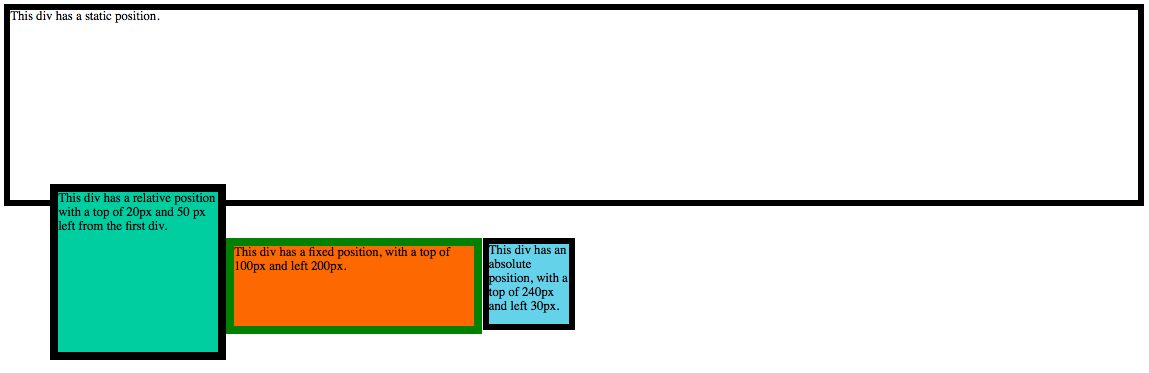 This div has a static position.
This div has a relative position
with a top of 20px and 50 px
left from the first div.
This div has a fixed position, with a top of
100px and left 200px.
This div has an
absolute
position, with a
top of 240px
and left 30px.